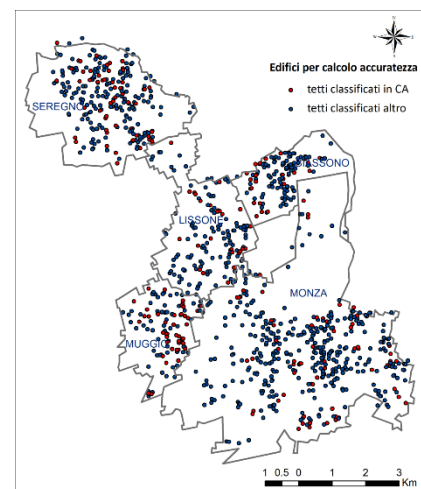 Edifici per calcolo accuratezza
tetti classificati in CA
tetti classificati altro
SEREGNO
BIASSONO
LISSONE
MONZA
MUGGIO'
1 0.5 0 1 2 3
Km